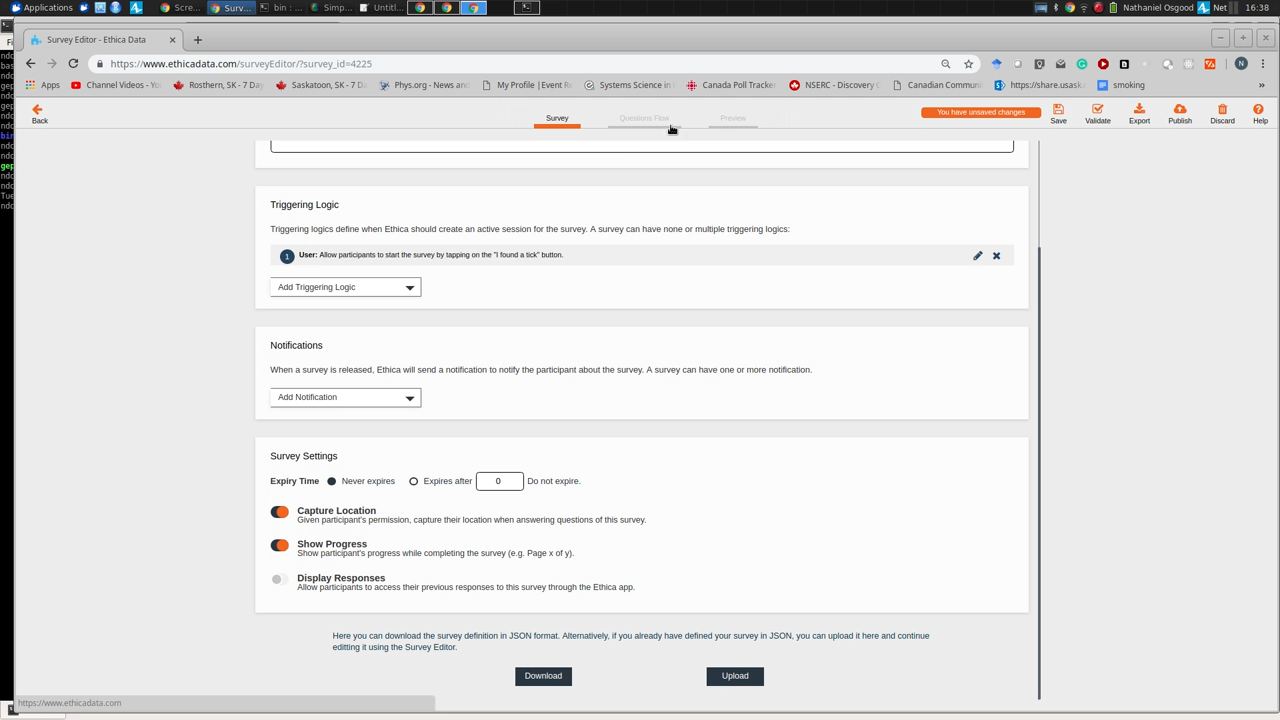 Applications
Scre...
Surv...
bin : ...
Simp...
Untitl...
Nathaniel Osgood
Net
16:38
Survey Editor - Ethica Data
https://www.ethicadata.com/surveyEditor/?survey_id=4225
Apps
Channel Videos - Yo
Rosthern, SK - 7 Day
Saskatoon, SK - 7 D
Phys.org - News and
My Profile | Event R
Systems Science in
Canada Poll Tracker
NSERC - Discovery
Canadian Commun
https://share.usask.
smoking
»
Back
Survey
Questions Flow
Preview
You have unsaved changes
Save
Validate
Export
Publish
Discard
Help
Triggering Logic
Triggering logics define when Ethica should create an active session for the survey. A survey can have none or multiple triggering logics:
1
User: Allow participants to start the survey by tapping on the "I found a tick" button.
Add Triggering Logic
Notifications
When a survey is released, Ethica will send a notification to notify the participant about the survey. A survey can have one or more notification.
Add Notification
Survey Settings
Expiry Time Never expires Expires after 0 Do not expire.
Capture Location
Given participant's permission, capture their location when answering questions of this survey.
Show Progress
Show participant's progress while completing the survey (e.g. Page x of y).
Display Responses
Allow participants to access their previous responses to this survey through the Ethica app.
Here you can download the survey definition in JSON format. Alternatively, if you already have defined your survey in JSON, you can upload it here and continue
editting it using the Survey Editor.
Download
Upload
https://www.ethicadata.com